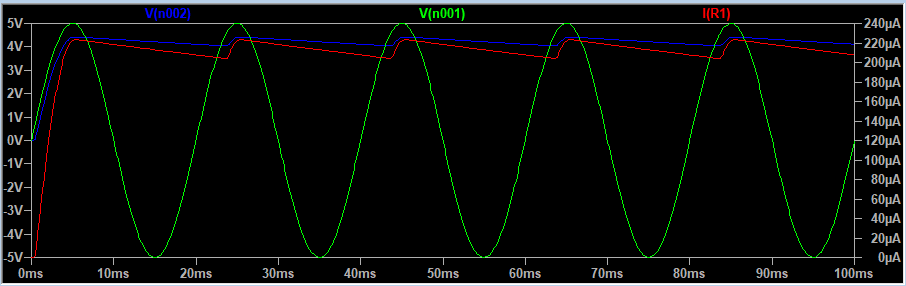 V(n002) V(n001) I(R1)
5V 240µA
4V 220µA
3V 200µA
2V 180µA
1V 160µA
0V 140µA
-1V 120µA
-2V 100µA
-3V 80µA
-4V 60µA
-5V 40µA
20µA
0µA
0ms 10ms 20ms 30ms 40ms 50ms 60ms 70ms 80ms 90ms 100ms